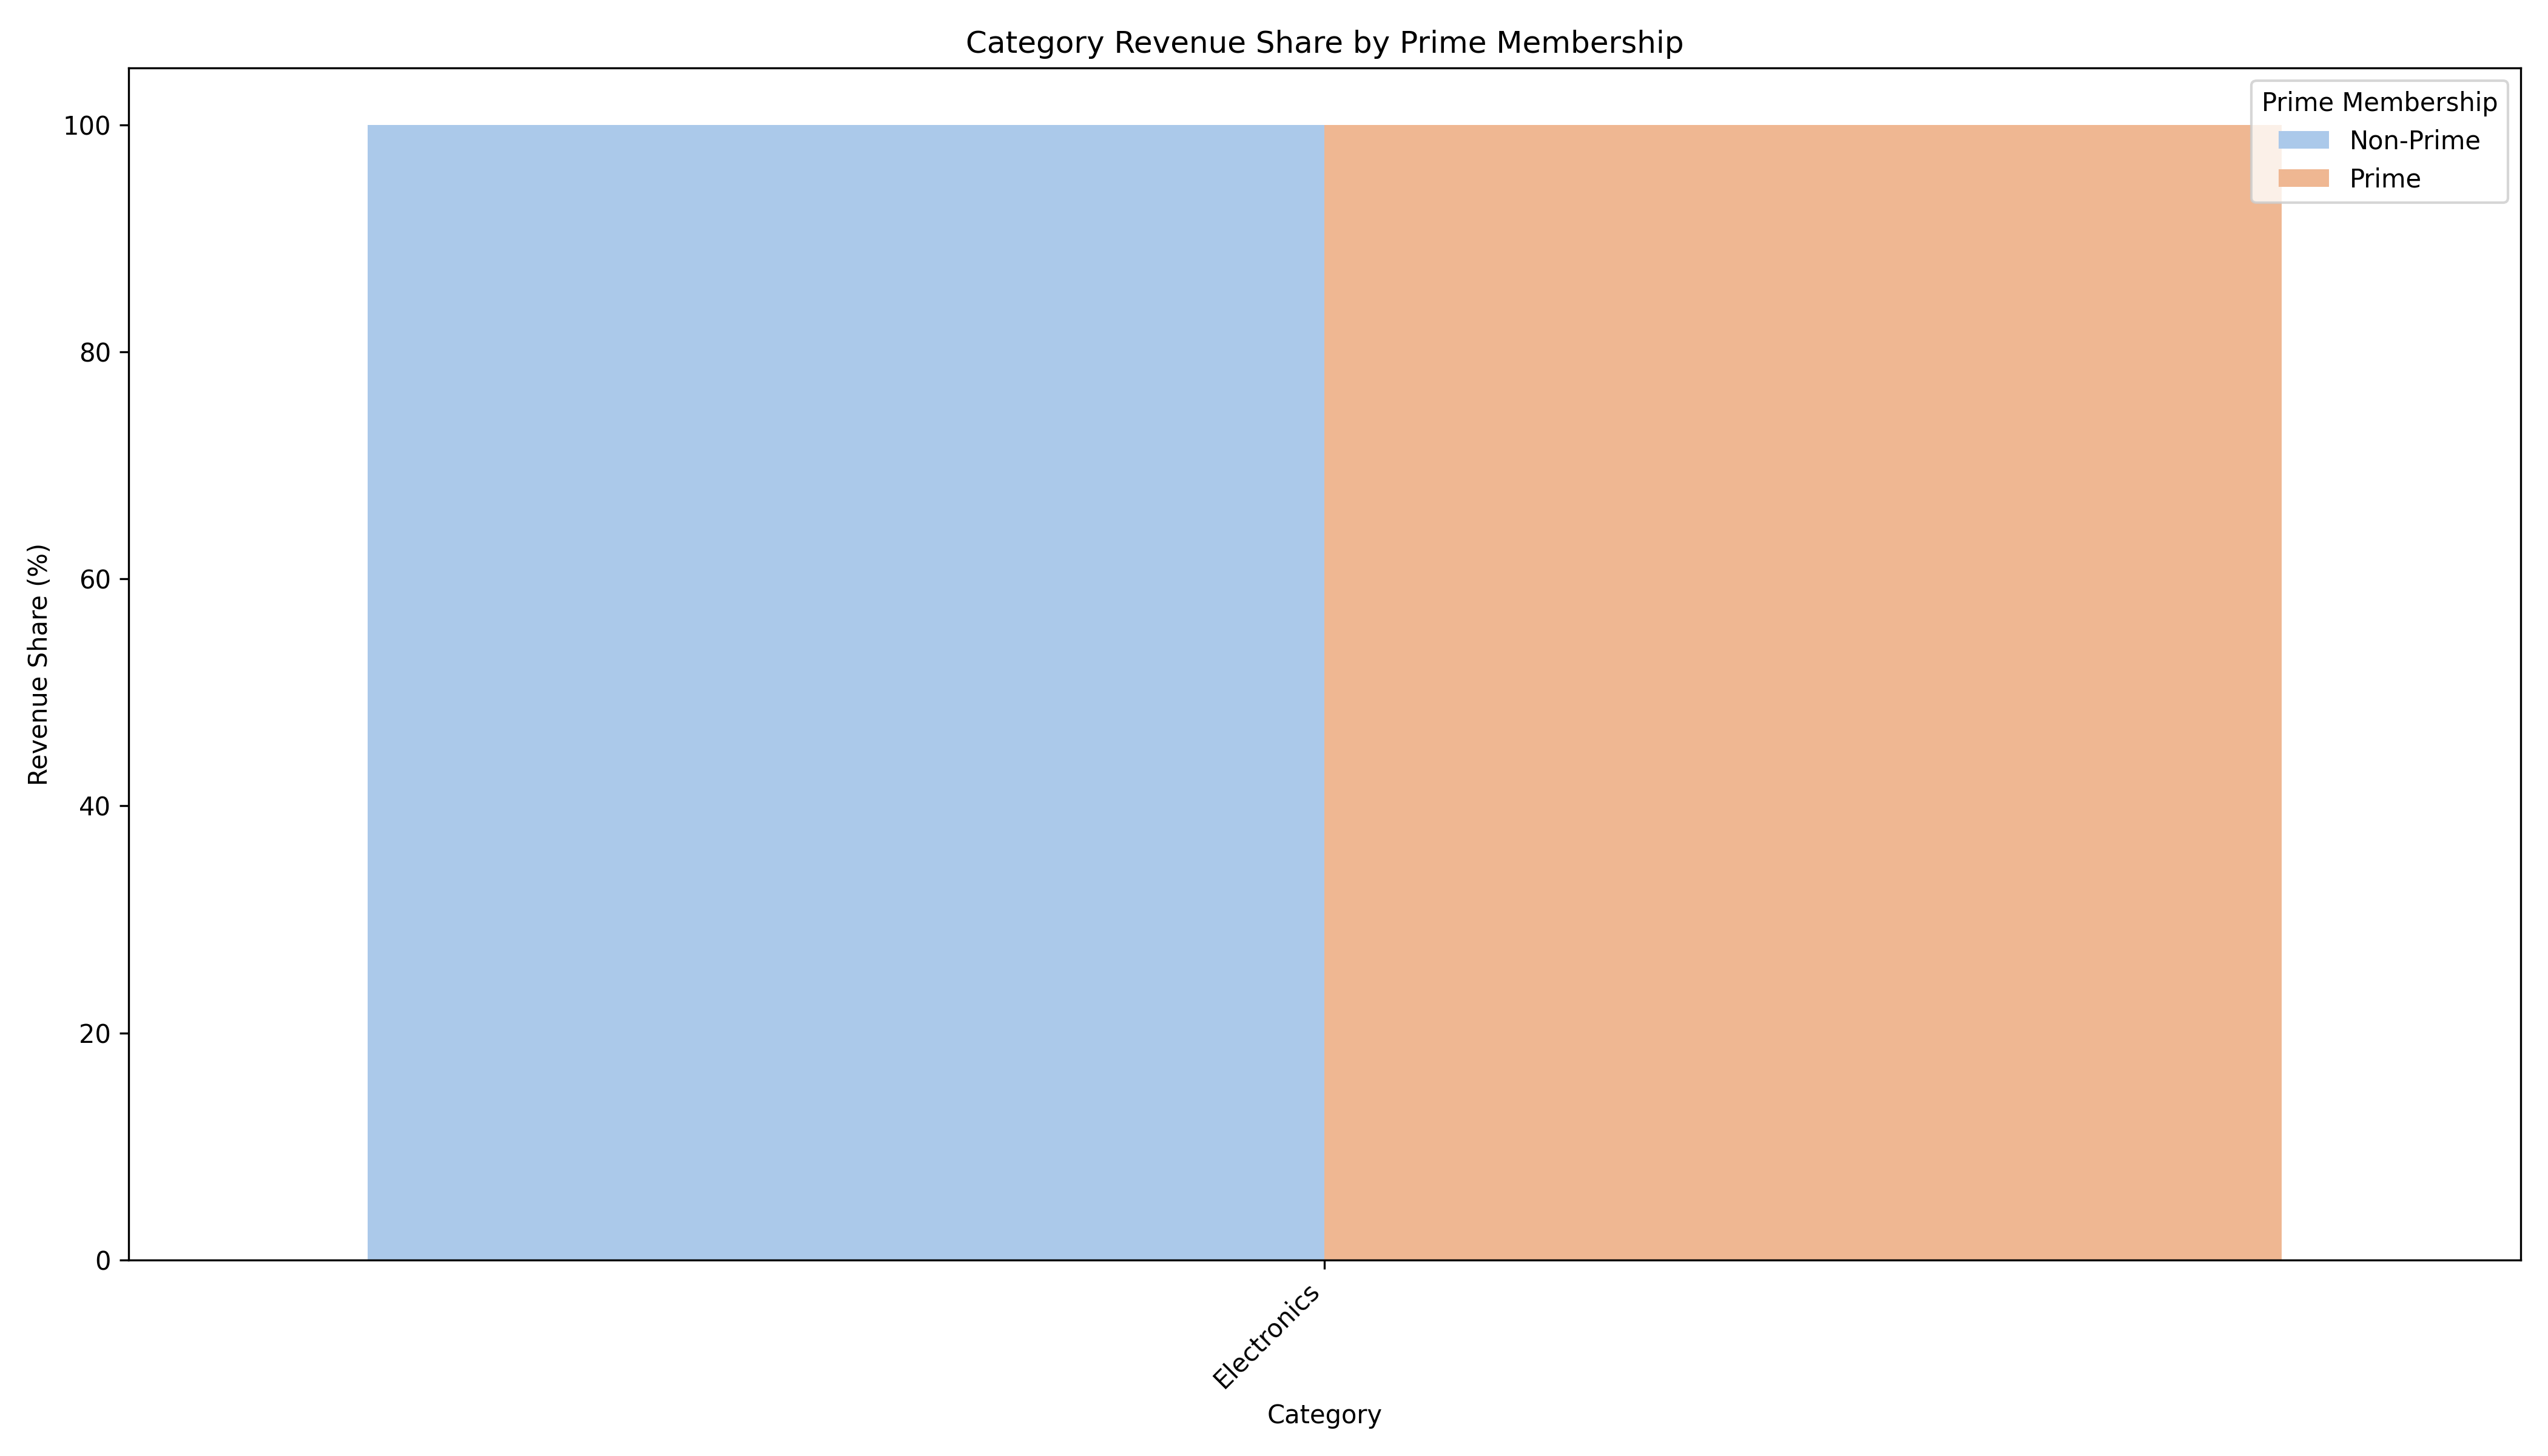 Category Revenue Share by Prime Membership
Prime Membership
Non-Prime
Prime
100
80
60
40
20
0
Revenue Share (%)
Electronics
Category